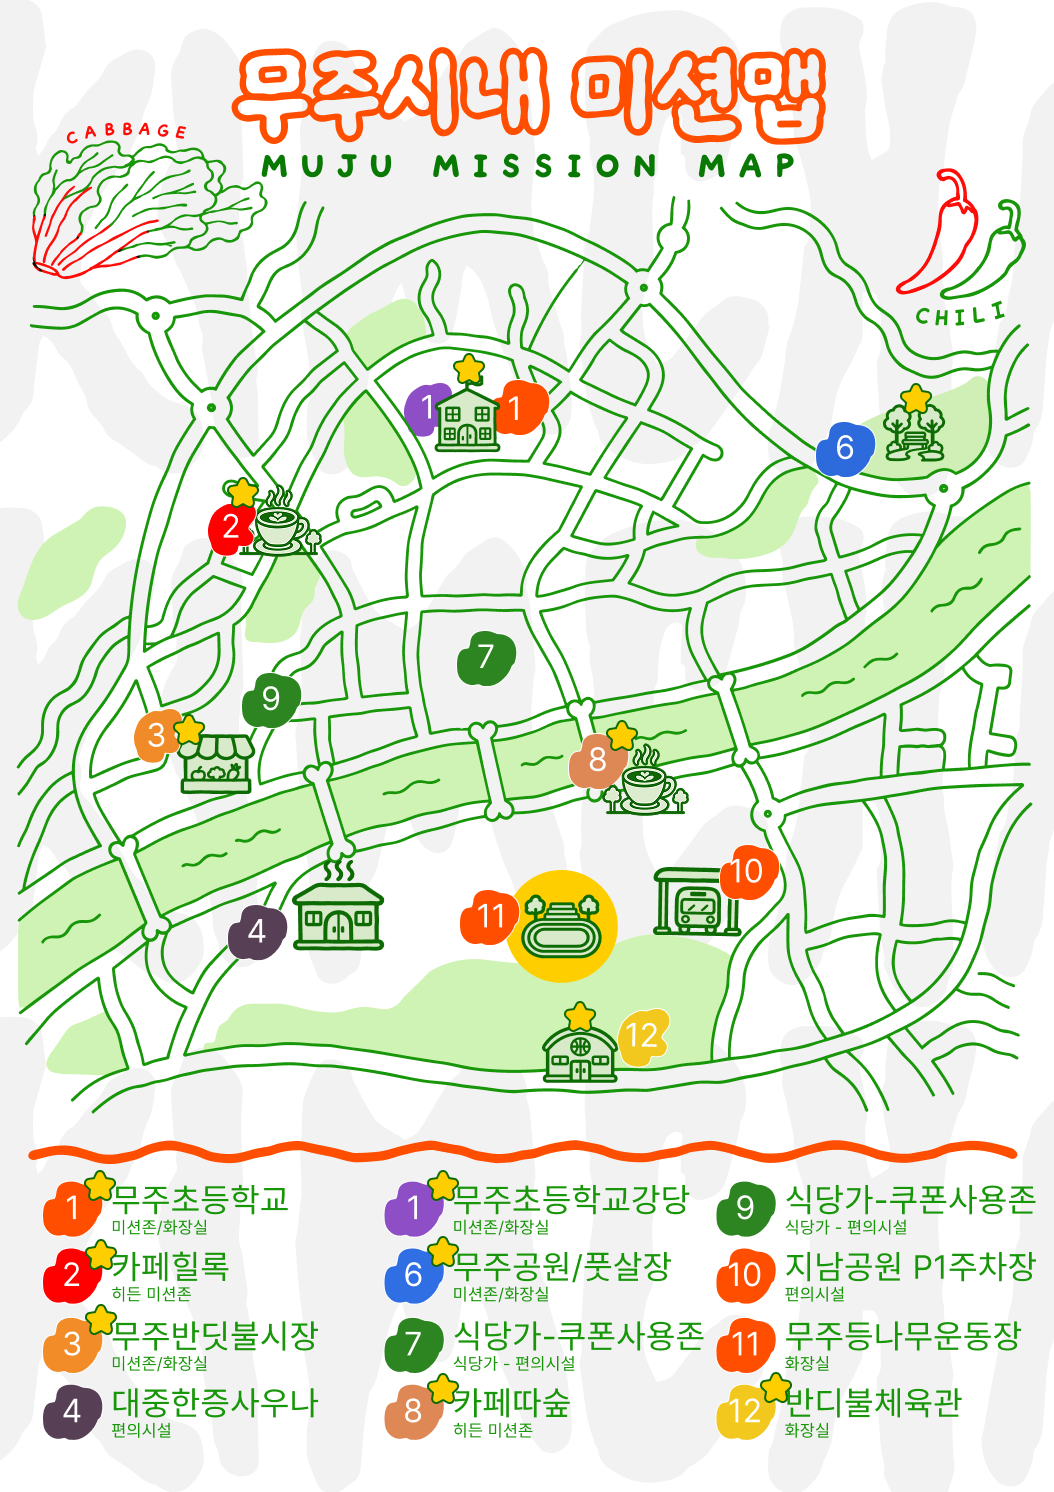 무주시내 미션맵
MUJU MISSION MAP
CABBAGE
CHILI
1
1
6
2
7
9
3
8
10
11
4
12
1 무주초등학교
미션존/화장실
2 카페힐록
히든 미션존
3 무주반딧불시장
미션존/화장실
4 대중한증사우나
편의시설
1 무주초등학교강당
미션존/화장실
6 무주공원/풋살장
미션존/화장실
7 식당가-쿠폰사용존
식당가 - 편의시설
8 카페따숲
히든 미션존
9 식당가-쿠폰사용존
식당가 - 편의시설
10 지남공원 P1주차장
편의시설
11 무주등나무운동장
화장실
12 반디불체육관
화장실